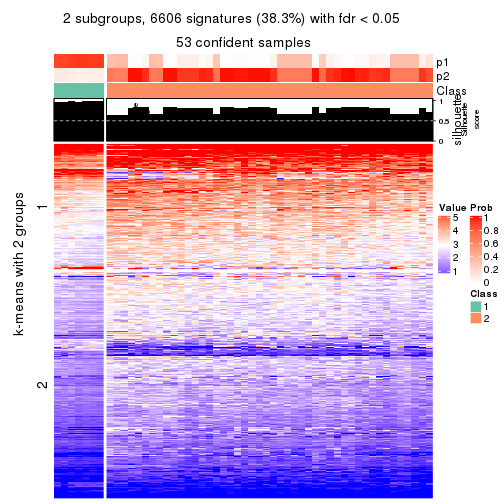 2 subgroups, 6606 signatures (38.3%) with fdr < 0.05
53 confident samples
p1
p2
Class
1
0.5
0
silhouette
Silhouette
score
k-means with 2 groups
1
2
Value
5
4
3
2
1
Prob
1
0.8
0.6
0.4
0.2
0
Class
1
2